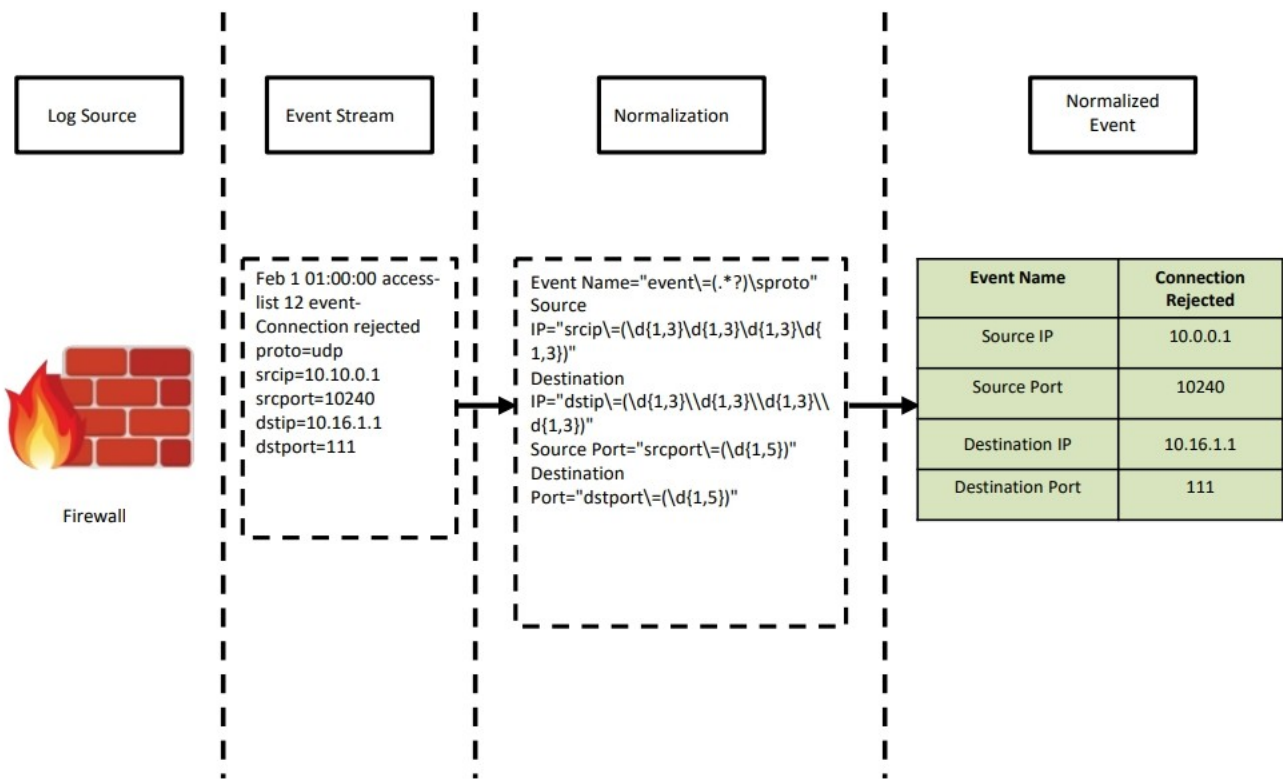 Log Source
Event Stream
Normalization
Normalized
Event
Feb 1 01:00:00 access-
list 12 event-
Connection rejected
proto=udp
srcip=10.10.0.1
srcport=10240
dstip=10.16.1.1
dstport=111
Event Name="event\=(.*?)\sproto"
Source
IP="srcip\=(\d{1,3}\d{1,3}\d{1,3}\d{
1,3})"
Destination
IP="dstip\=(\d{1,3}\\d{1,3}\\d{1,3}\\
d{1,3})"
Source Port="srcport\=(\d{1,5})"
Destination
Port="dstport\=(\d{1,5})"
Event Name
Connection
Rejected
Source IP
10.0.0.1
Source Port
10240
Destination IP
10.16.1.1
Destination Port
111
Firewall